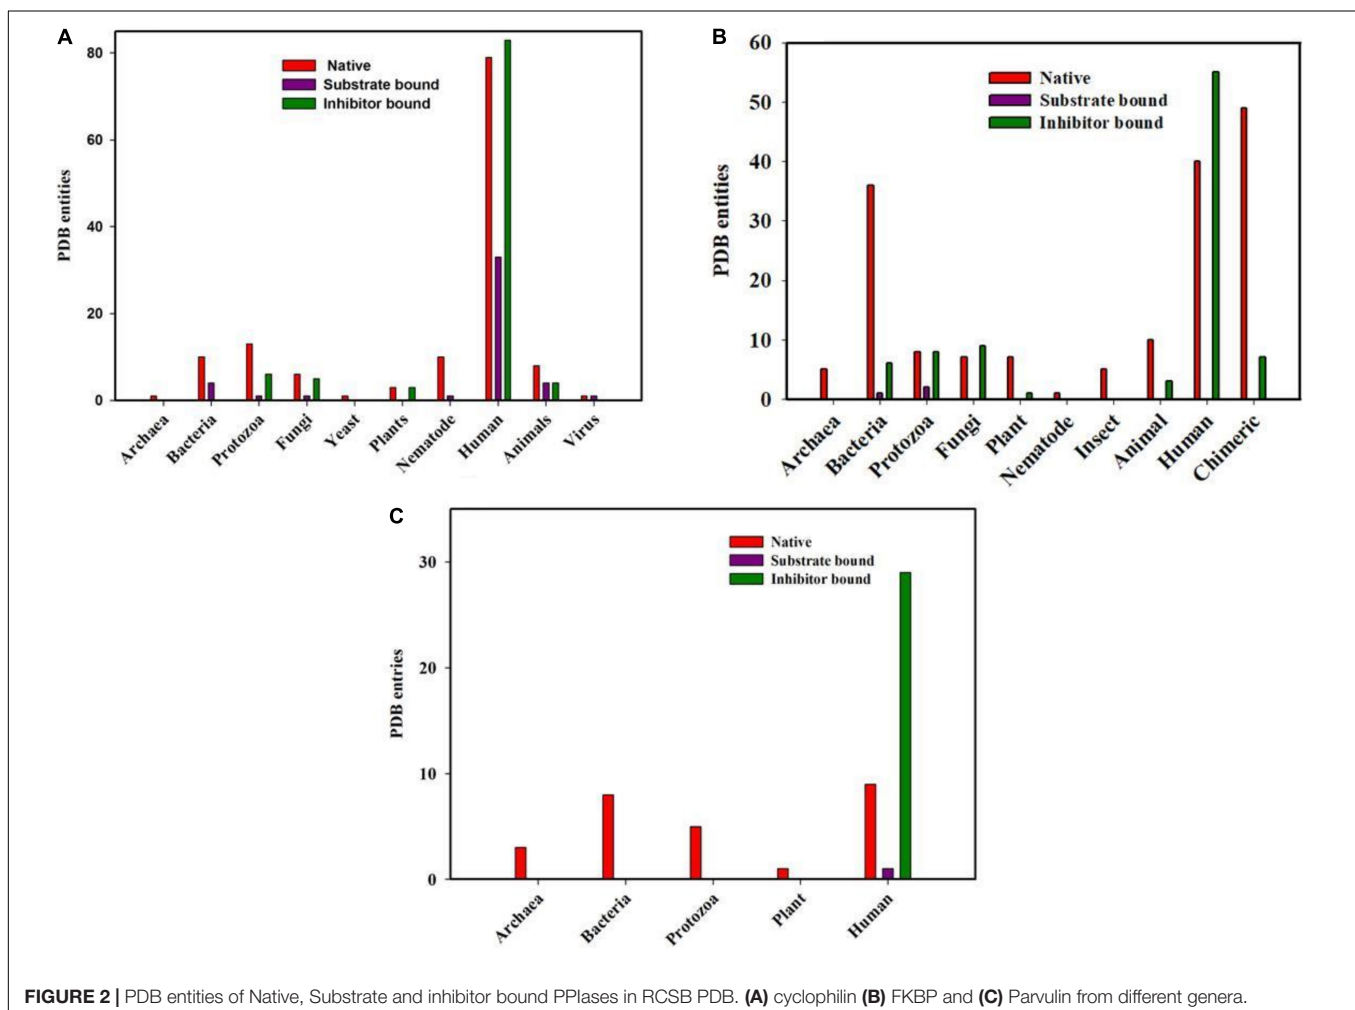 A
PDB entities
80
60
40
20
0
Native
Substrate bound
Inhibitor bound
Archaea
Bacteria
Protozoa
Fungi
Yeast
Plants
Nematode
Human
Animals
Virus
B
PDB entities
60
50
40
30
20
10
0
Native
Substrate bound
Inhibitor bound
Archaea
Bacteria
Protozoa
Fungi
Plant
Nematode
Insect
Animal
Human
Chimeric
C
PDB entries
30
20
10
0
Native
Substrate bound
Inhibitor bound
Archaea
Bacteria
Protozoa
Plant
Human
FIGURE 2 | PDB entities of Native, Substrate and inhibitor bound PPIases in RCSB PDB. (A) cyclophilin (B) FKBP and (C) Parvulin from different genera.